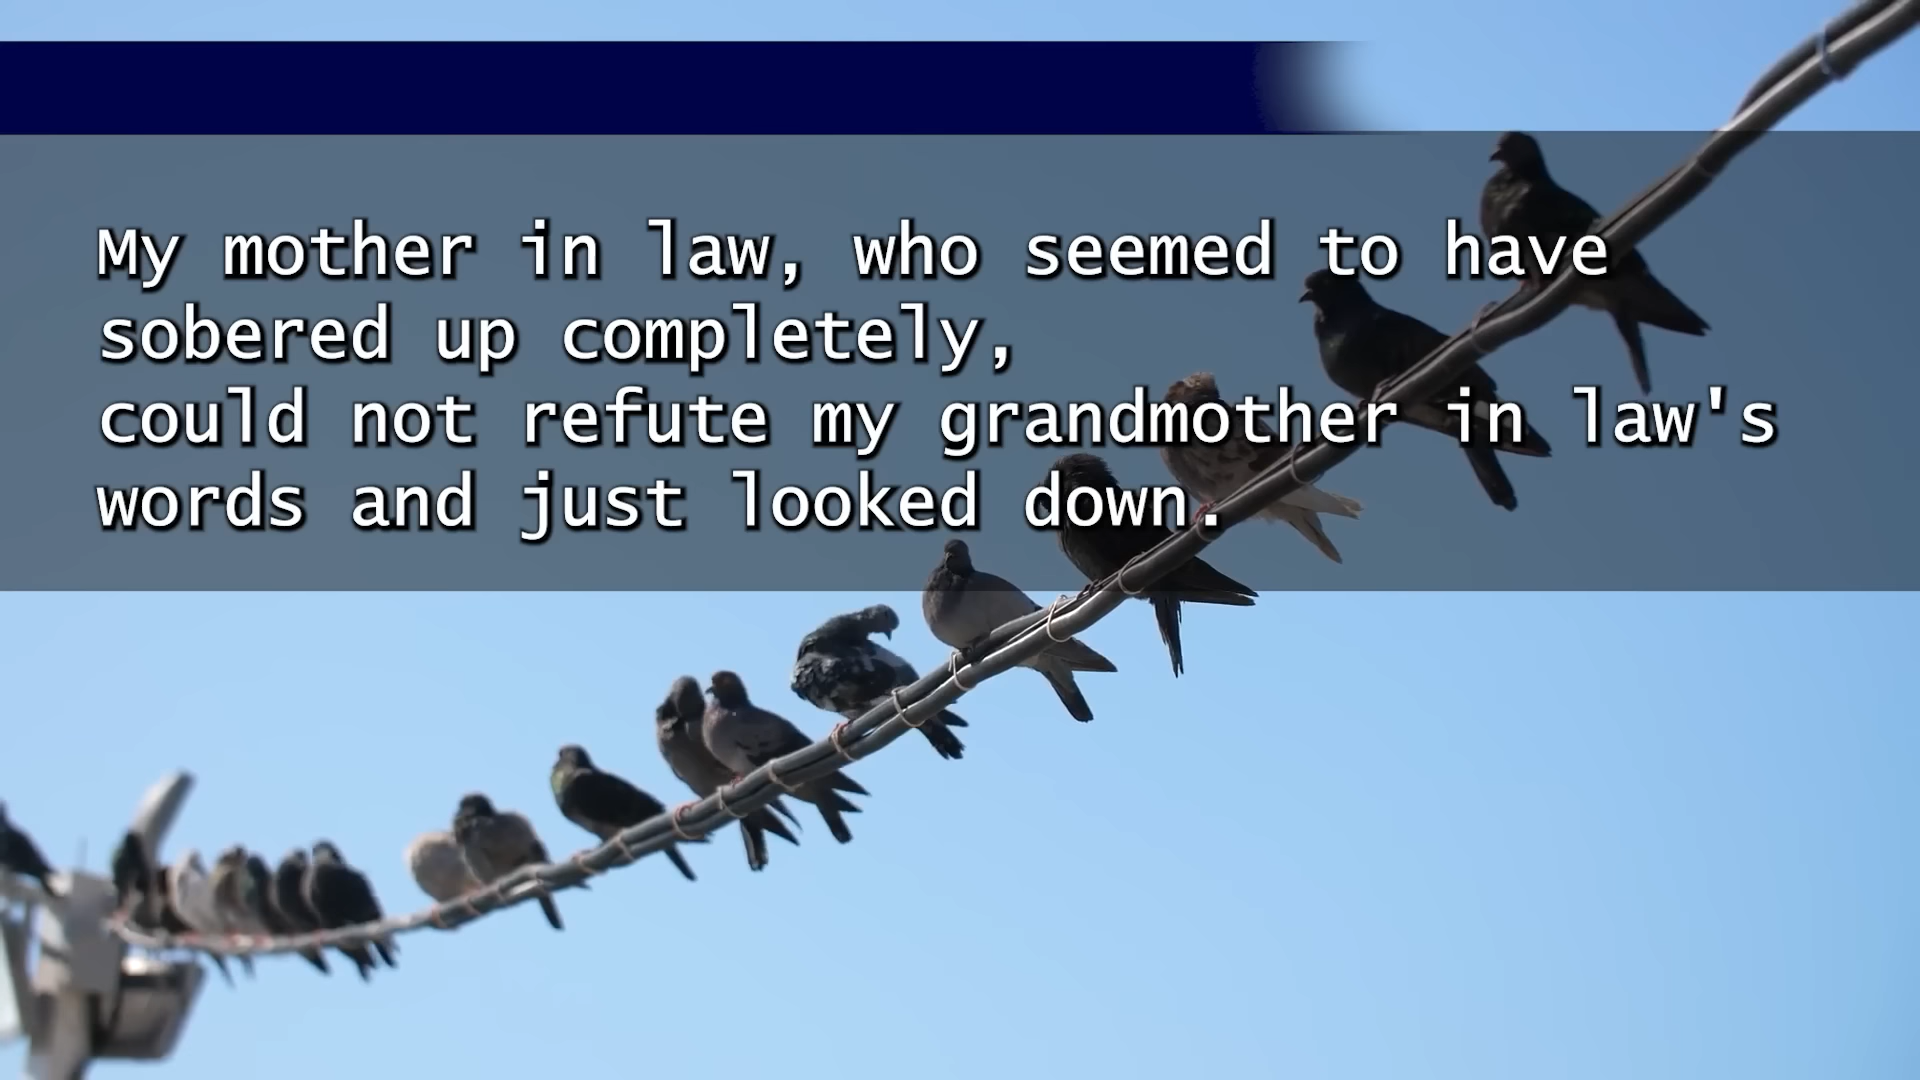 My mother in law, who seemed to have
sobered up completely,
could not refute my grandmother in law's
words and just looked down.